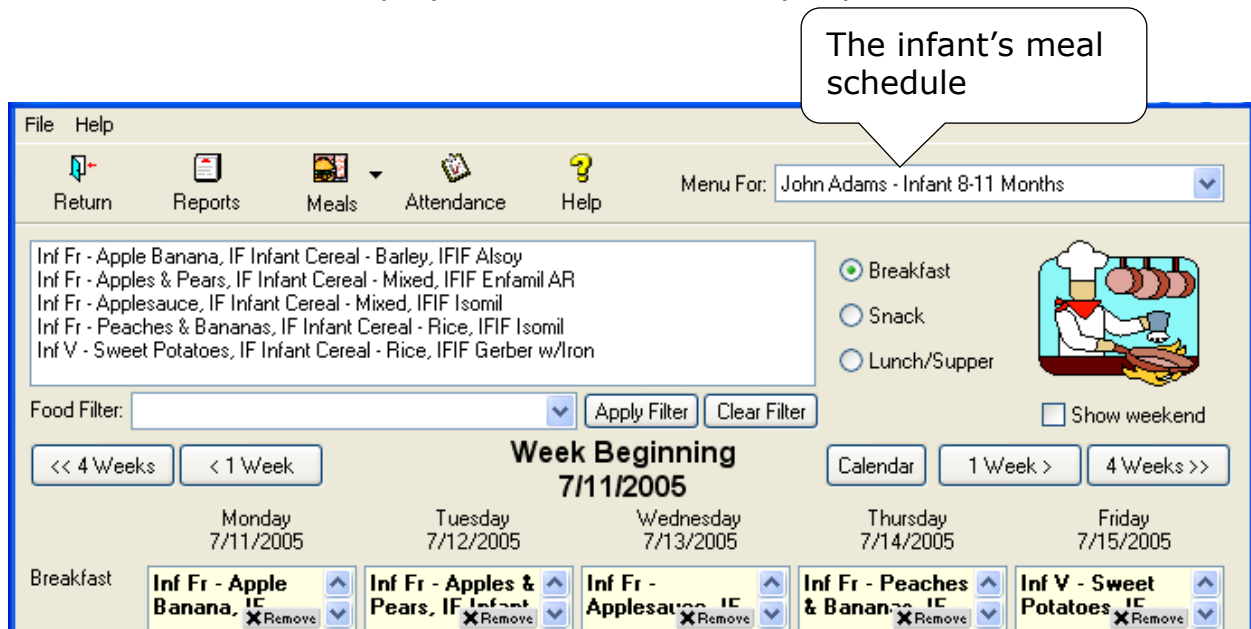 The infant's meal
schedule
File Help
Return Reports Meals Attendance Help Menu For: John Adams - Infant 8-11 Months
Inf Fr - Apple Banana, IF Infant Cereal - Barley, IFIF Alsoy
Inf Fr - Apples & Pears, IF Infant Cereal - Mixed, IFIF Enfamil AR
Inf Fr - Applesauce, IF Infant Cereal - Mixed, IFIF Isomil
Inf Fr - Peaches & Bananas, IF Infant Cereal - Rice, IFIF Isomil
Inf V - Sweet Potatoes, IF Infant Cereal - Rice, IFIF Gerber w/Iron
Breakfast
Snack
Lunch/Supper
Food Filter: Apply Filter Clear Filter Show weekend
<< 4 Weeks < 1 Week Week Beginning Calendar 1 Week > 4 Weeks >>
7/11/2005
Monday Tuesday Wednesday Thursday Friday
7/11/2005 7/12/2005 7/13/2005 7/14/2005 7/15/2005
Breakfast Inf Fr - Apple Inf Fr - Apples & Inf Fr - Inf Fr - Peaches Inf V - Sweet
Banana, Remove Pears, Remove Remove & Remove Potatoes Remove